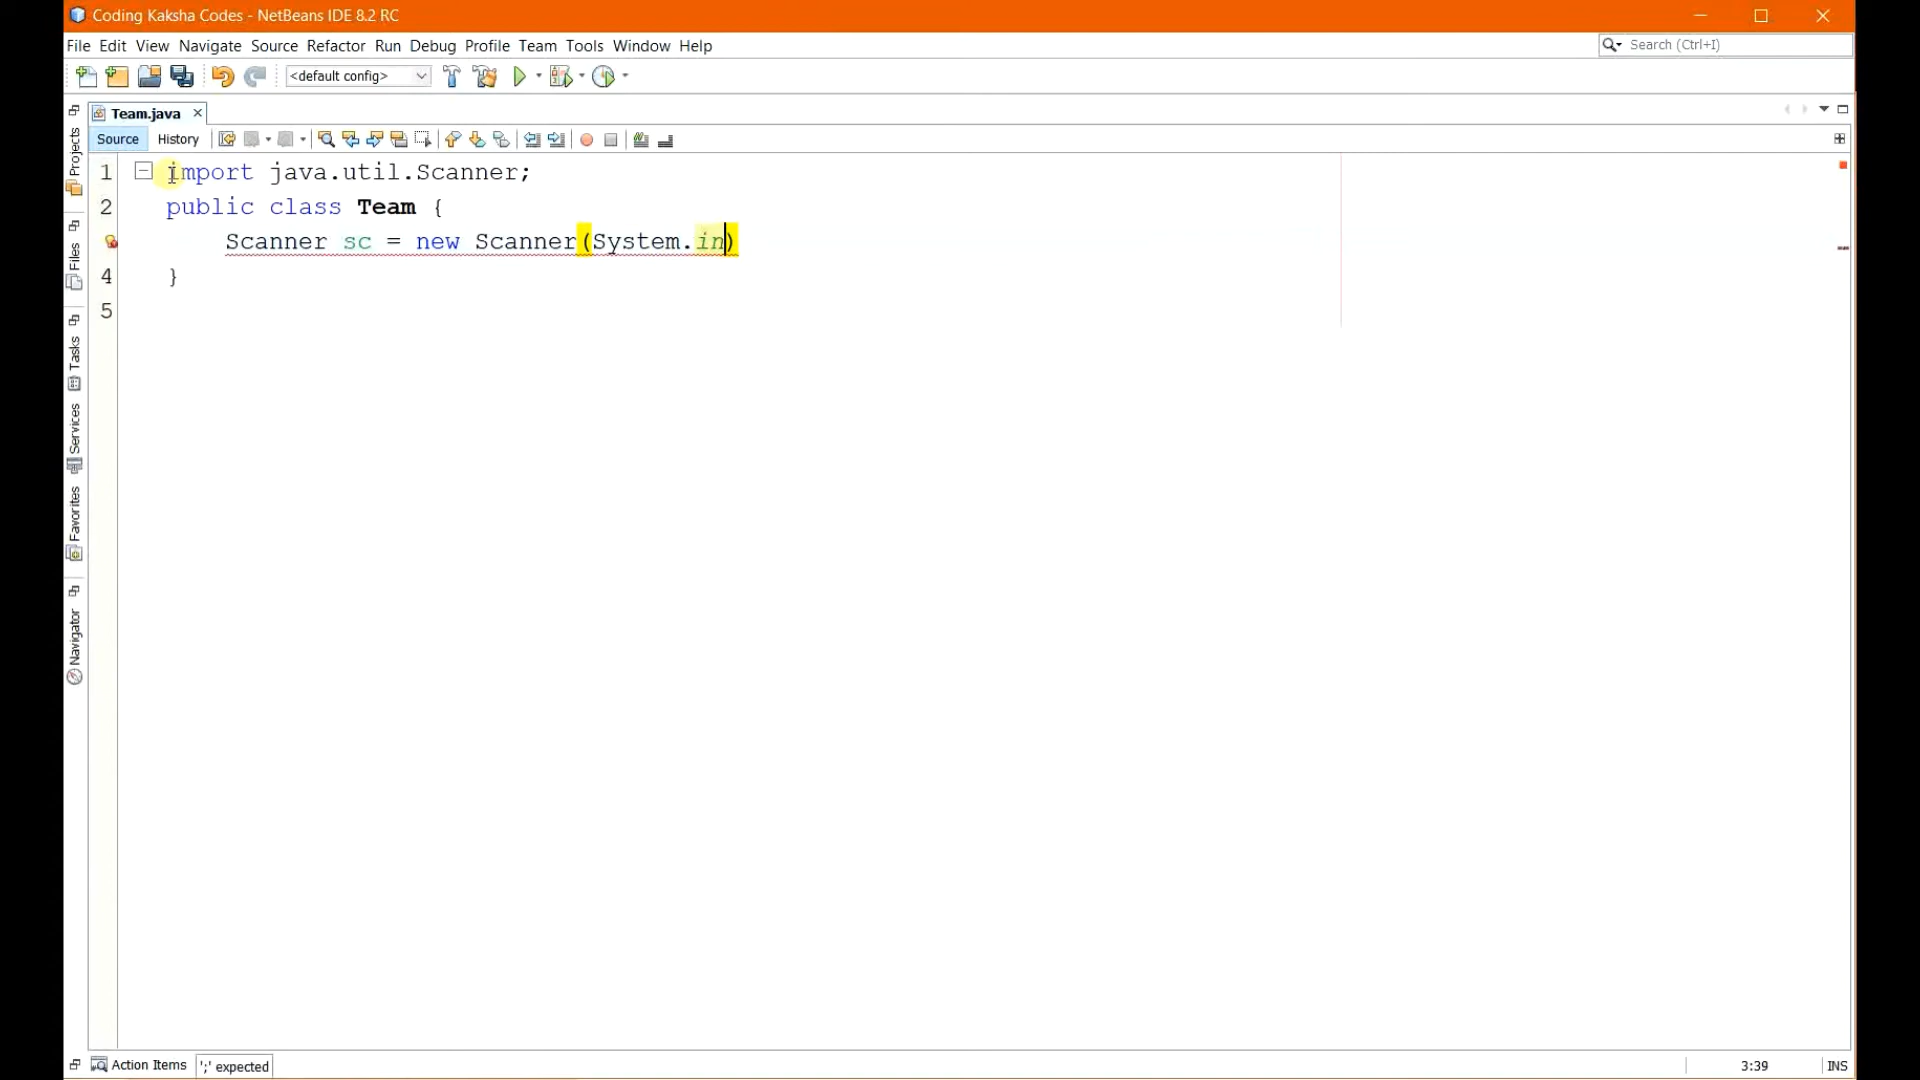 Coding Kaksha Codes - NetBeans IDE 8.2 RC
File Edit View Navigate Source Refactor Run Debug Profile Team Tools Window Help
Search (Ctrl+I)
<default config>
Team.java
Source History
Projects
Files
Tasks
Services
Favorites
Navigator
1 import java.util.Scanner;
2 public class Team {
Scanner sc = new Scanner(System.in)
4 }
5
Action Items ';' expected
3:39 INS